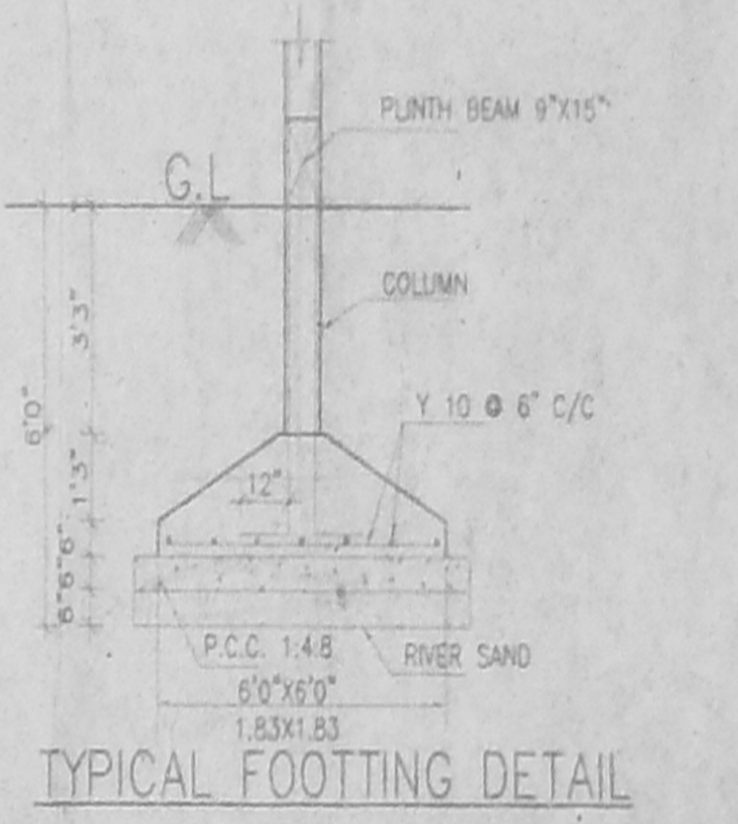 PLINTH BEAM 9"X15"
G.L
COLUMN
3'3"
6'0"
Y 10 @ 6" C/C
1'3"
12"
6"
6"
6"
P.C.C. 1:4:8
RIVER SAND
6'0"X6'0"
1.83X1.83
TYPICAL FOOTTING DETAIL